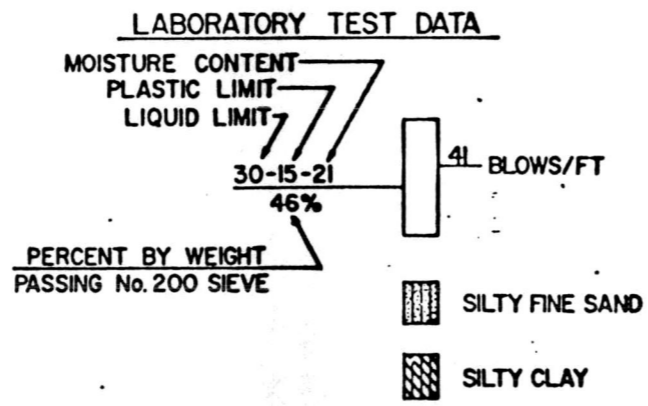 LABORATORY TEST DATA
MOISTURE CONTENT
PLASTIC LIMIT
LIQUID LIMIT
30-15-21
46%
41 BLOWS/FT
PERCENT BY WEIGHT
PASSING No. 200 SIEVE
SILTY FINE SAND
SILTY CLAY